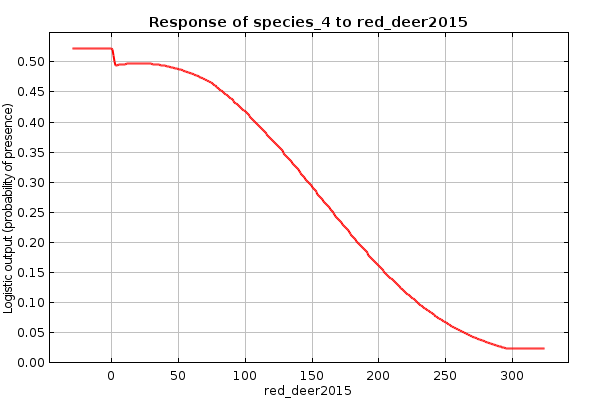 Response of species_4 to red_deer2015
Logistic output (probability of presence)
0.50
0.45
0.40
0.35
0.30
0.25
0.20
0.15
0.10
0.05
0.00
0 50 100 150 200 250 300
red_deer2015